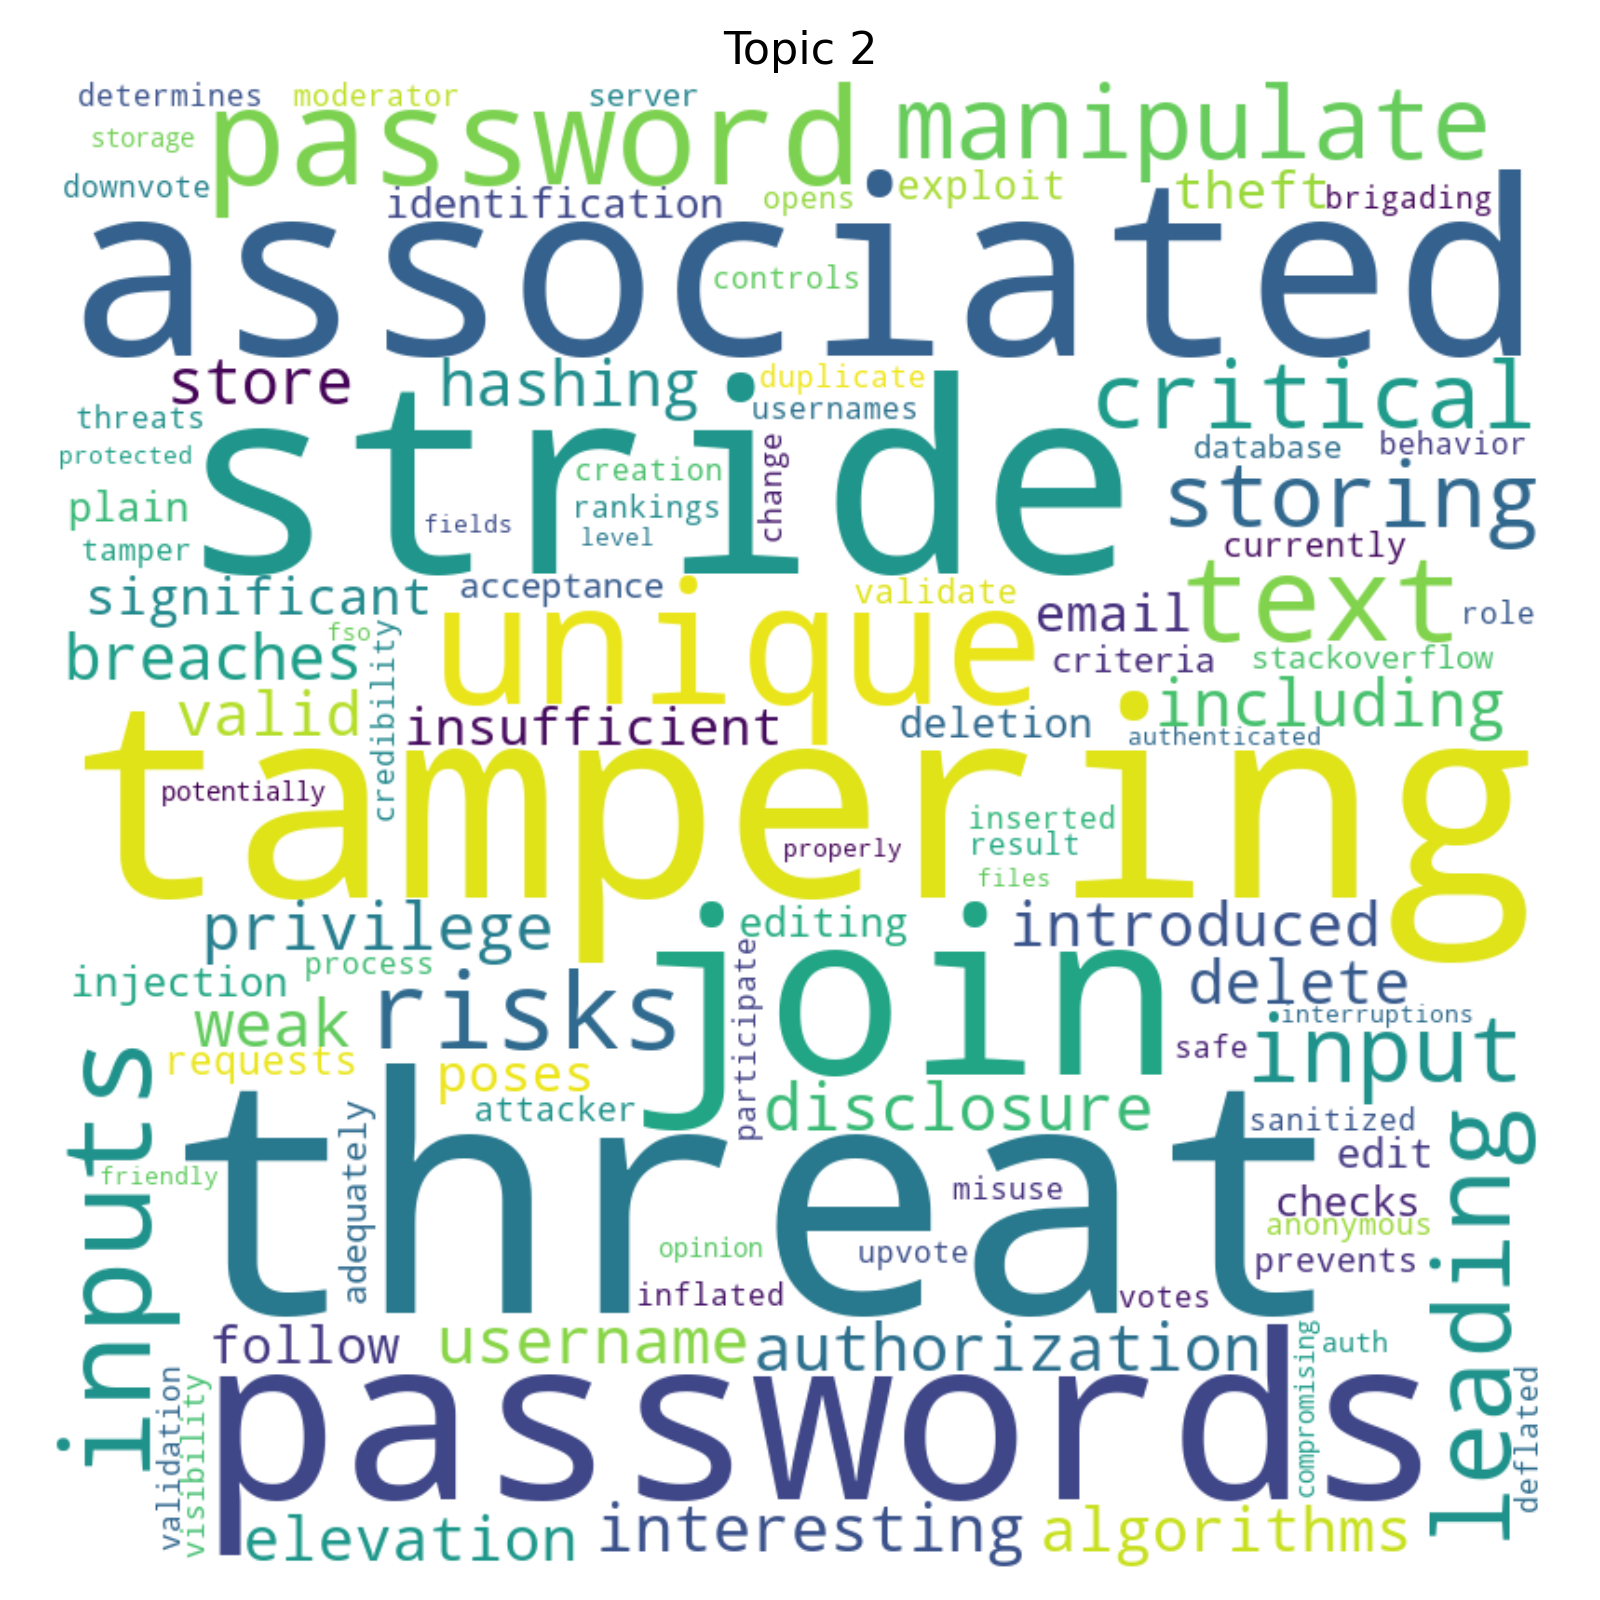 Topic 2
determines moderator server
password manipulate
storage
downvote identification opens exploit theft brigading
associated
controls
store hashing duplicate critical
threats usernames
stride
protected creation change database behavior
plain fields rankings storing
tamper level currently
significant acceptance unique validate email text role
breaches fso credibility criteria stackoverflow
valid insufficient deletion including
authenticated
tampering
potentially
inserted
properly result
files
privilege editing introduced
injection process join delete
weak risks participate interruptions
requests safe input
poses
attacker disclosure sanitized
inputs threat leading
friendly adequately misuse edit
checks
anonymous
opinion upvote prevents
inflated votes
follow username authorization compromising auth
validation visibility passwords deflated
elevation interesting algorithms